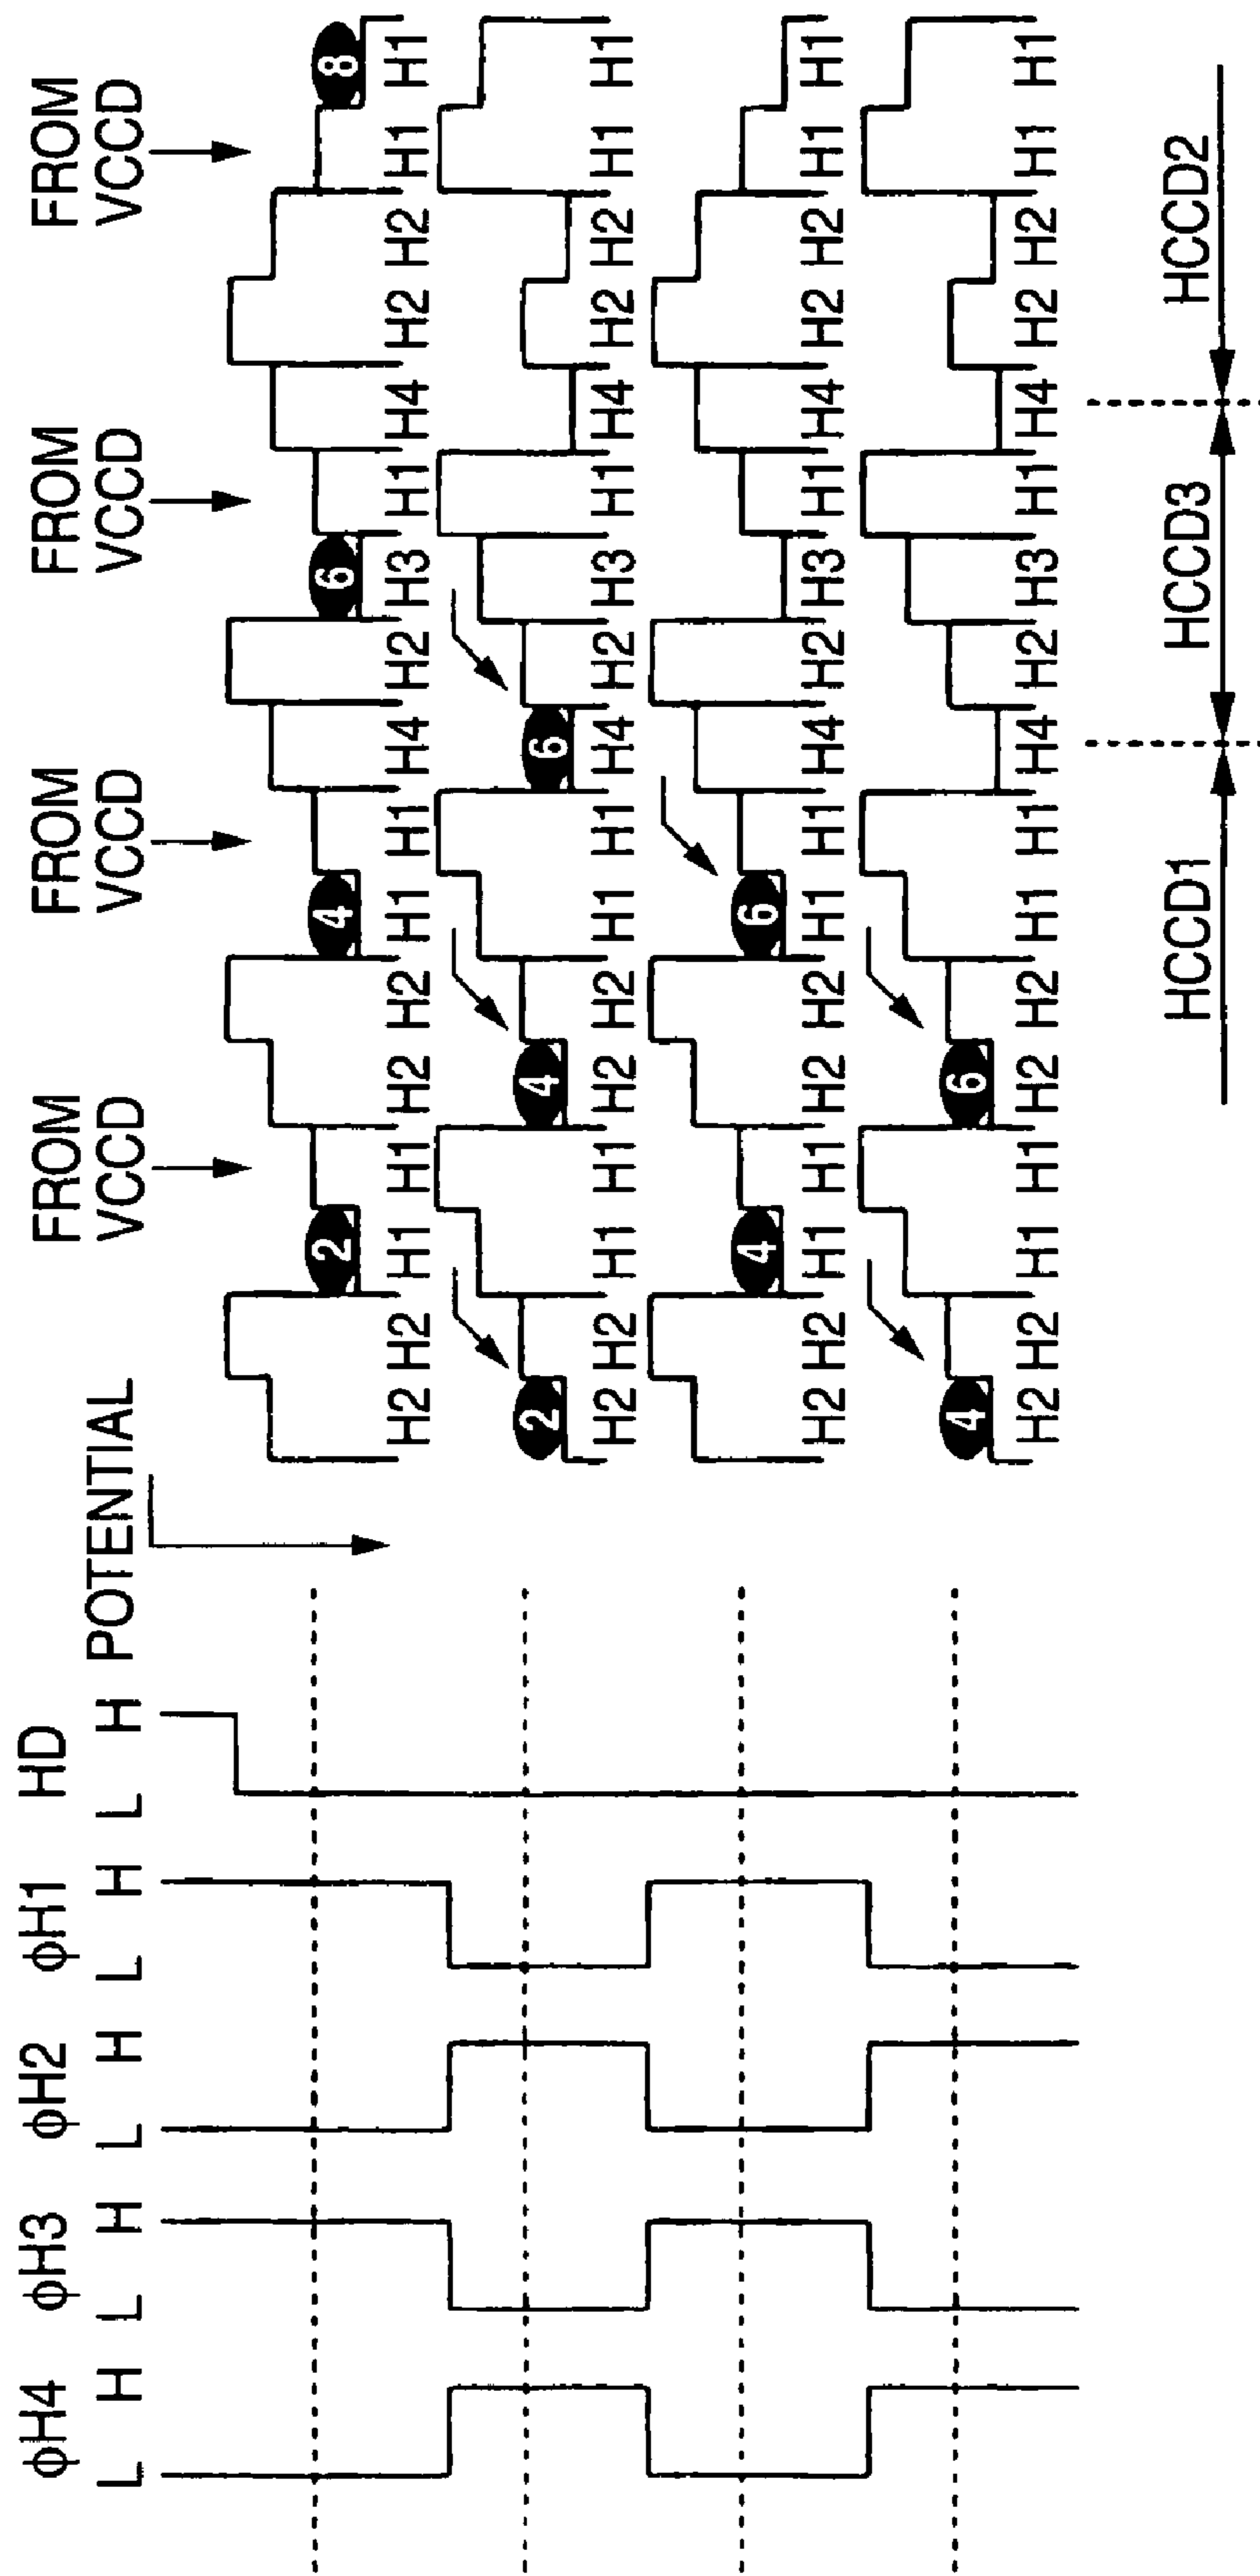 φH4 φH3 φH2 φH1 HD
L H L H L H L H L H
POTENTIAL
FROM VCCD
FROM VCCD
FROM VCCD
FROM VCCD
2 4 6 8
H2 H2 H1 H1 H2 H2 H1 H1 H4 H2 H3 H1 H4 H2 H2 H1 H1
2 4 6
H2 H2 H1 H1 H2 H2 H1 H1 H4 H2 H3 H1 H4 H2 H2 H1 H1
4 6
H2 H2 H1 H1 H2 H2 H1 H1 H4 H2 H3 H1 H4 H2 H2 H1 H1
4 6
H2 H2 H1 H1 H2 H2 H1 H1 H4 H2 H3 H1 H4 H2 H2 H1 H1
HCCD1 HCCD3 HCCD2